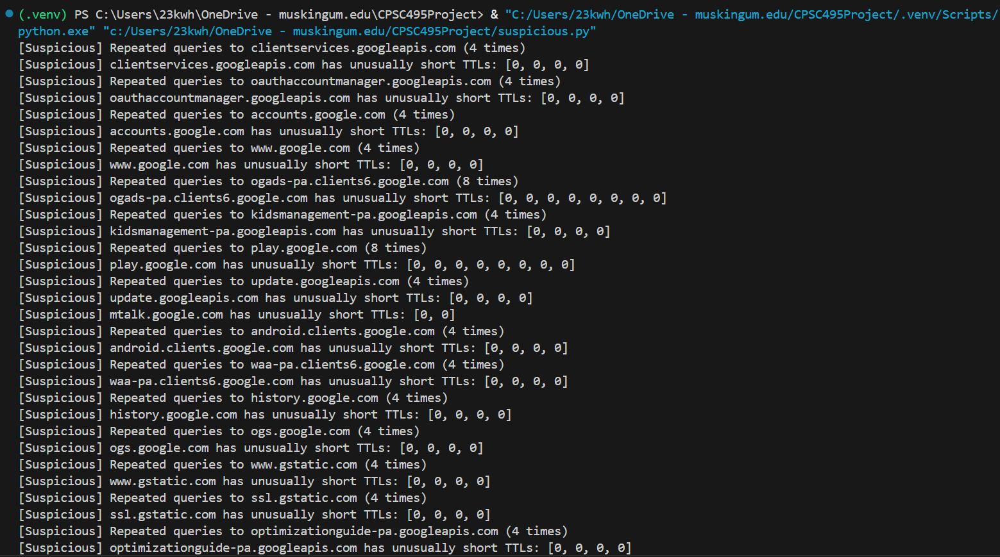 (.venv) PS C:\Users\23kwh\OneDrive - muskingum.edu\CPSC495Project> & "C:/Users/23kwh/OneDrive - muskingum.edu/CPSC495Project/.venv/Scripts/
python.exe" "c:/Users/23kwh/OneDrive - muskingum.edu/CPSC495Project/suspicious.py"
[Suspicious] Repeated queries to clientservices.googleapis.com (4 times)
[Suspicious] clientservices.googleapis.com has unusually short TTLs: [0, 0, 0, 0]
[Suspicious] Repeated queries to oauthaccountmanager.googleapis.com (4 times)
[Suspicious] oauthaccountmanager.googleapis.com has unusually short TTLs: [0, 0, 0, 0]
[Suspicious] Repeated queries to accounts.google.com (4 times)
[Suspicious] accounts.google.com has unusually short TTLs: [0, 0, 0, 0]
[Suspicious] Repeated queries to www.google.com (4 times)
[Suspicious] www.google.com has unusually short TTLs: [0, 0, 0, 0]
[Suspicious] Repeated queries to ogads-pa.clients6.google.com (8 times)
[Suspicious] ogads-pa.clients6.google.com has unusually short TTLs: [0, 0, 0, 0, 0, 0, 0, 0]
[Suspicious] Repeated queries to kidsmanagement-pa.googleapis.com (4 times)
[Suspicious] kidsmanagement-pa.googleapis.com has unusually short TTLs: [0, 0, 0, 0]
[Suspicious] Repeated queries to play.google.com (8 times)
[Suspicious] play.google.com has unusually short TTLs: [0, 0, 0, 0, 0, 0, 0, 0]
[Suspicious] Repeated queries to update.googleapis.com (4 times)
[Suspicious] update.googleapis.com has unusually short TTLs: [0, 0, 0, 0]
[Suspicious] mtalk.google.com has unusually short TTLs: [0, 0]
[Suspicious] Repeated queries to android.clients.google.com (4 times)
[Suspicious] android.clients.google.com has unusually short TTLs: [0, 0, 0, 0]
[Suspicious] Repeated queries to waa-pa.clients6.google.com (4 times)
[Suspicious] waa-pa.clients6.google.com has unusually short TTLs: [0, 0, 0, 0]
[Suspicious] Repeated queries to history.google.com (4 times)
[Suspicious] history.google.com has unusually short TTLs: [0, 0, 0, 0]
[Suspicious] Repeated queries to ogs.google.com (4 times)
[Suspicious] ogs.google.com has unusually short TTLs: [0, 0, 0, 0]
[Suspicious] Repeated queries to www.gstatic.com (4 times)
[Suspicious] www.gstatic.com has unusually short TTLs: [0, 0, 0, 0]
[Suspicious] Repeated queries to ssl.gstatic.com (4 times)
[Suspicious] ssl.gstatic.com has unusually short TTLs: [0, 0, 0, 0]
[Suspicious] Repeated queries to optimizationguide-pa.googleapis.com (4 times)
[Suspicious] optimizationguide-pa.googleapis.com has unusually short TTLs: [0, 0, 0, 0]